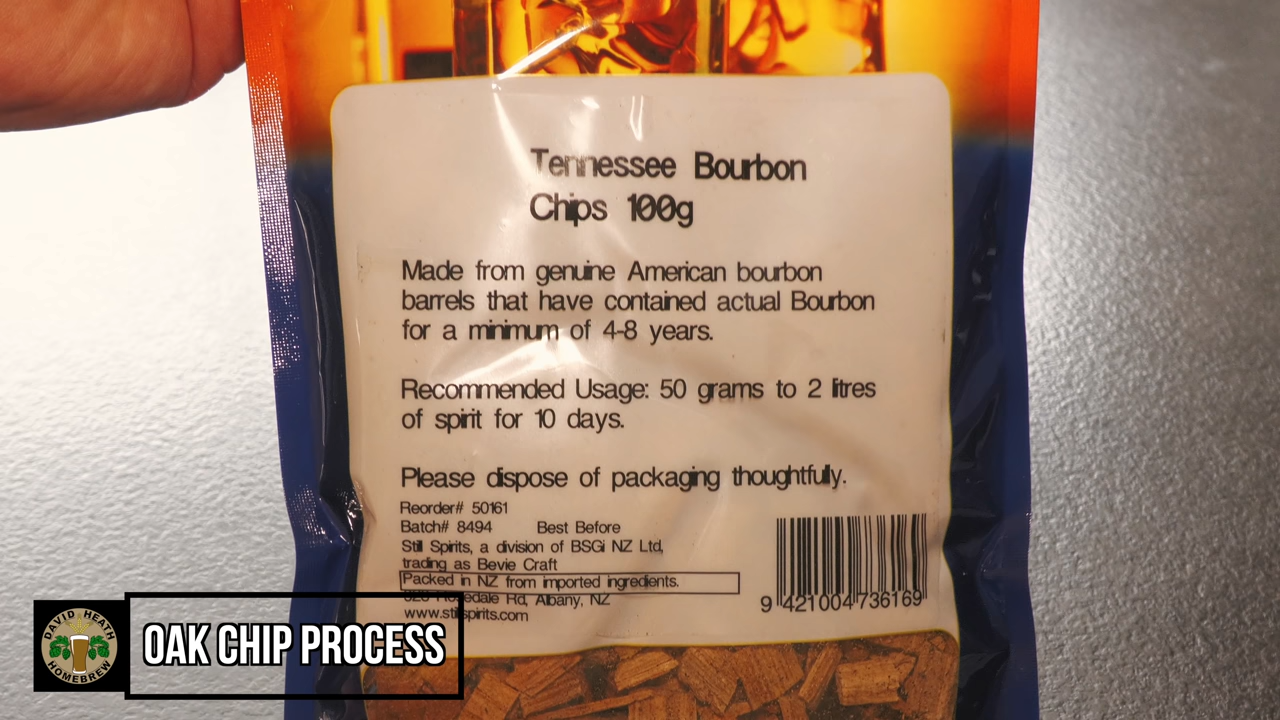 Tennessee Bourbon
Chips 100g
Made from genuine American bourbon
barrels that have contained actual Bourbon
for a minimum of 4-8 years.
Recommended Usage: 50 grams to 2 litres
of spirit for 10 days.
Please dispose of packaging thoughtfully.
Reorder# 50161
Batch# 8494 Best Before
Still Spirits, a division of BSGi NZ Ltd,
trading as Bevie Craft
Packed in NZ from imported ingredients.
Rd, Albany, NZ
www.stillspirits.com
9 421004 736169
DAVID HEATH
HOMEBREW
OAK CHIP PROCESS